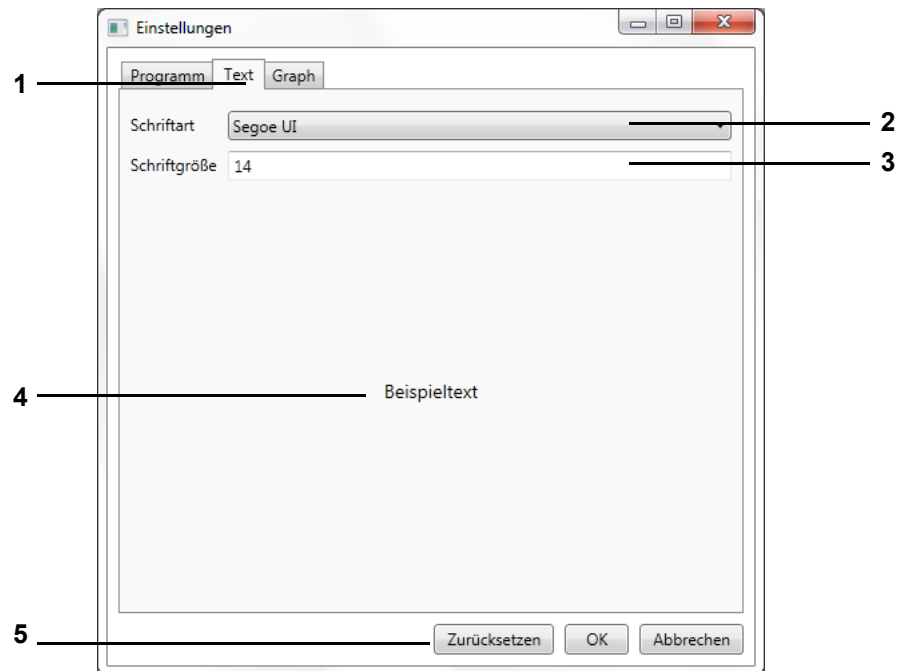 Einstellungen
Programm Text Graph
1
Schriftart Segoe UI
2
Schriftgröße 14
3
4
Beispieltext
5
Zurücksetzen OK Abbrechen